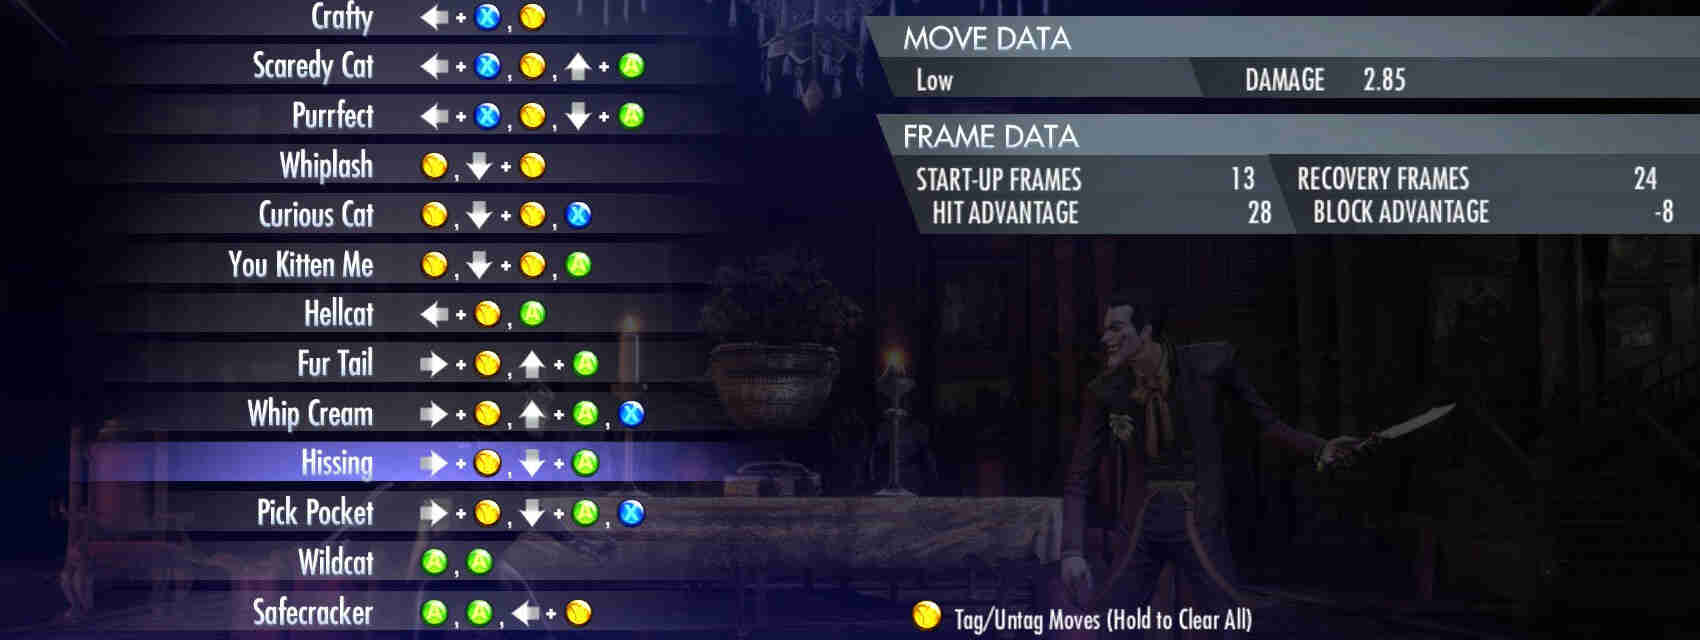 Crafty + X , Y
Scaredy Cat + X , Y , + A
Purrfect + X , Y , + A
Whiplash Y , + Y
Curious Cat Y , + Y , X
You Kitten Me Y , + Y , A
Hellcat + Y , A
Fur Tail + Y , + A
Whip Cream + Y , + A , X
Hissing + Y , + A
Pick Pocket + Y , + A , X
Wildcat A , A
Safecracker A , A , + Y
MOVE DATA
Low DAMAGE 2.85
FRAME DATA
START-UP FRAMES 13 RECOVERY FRAMES 24
HIT ADVANTAGE 28 BLOCK ADVANTAGE -8
Y Tag/Untag Moves (Hold to Clear All)